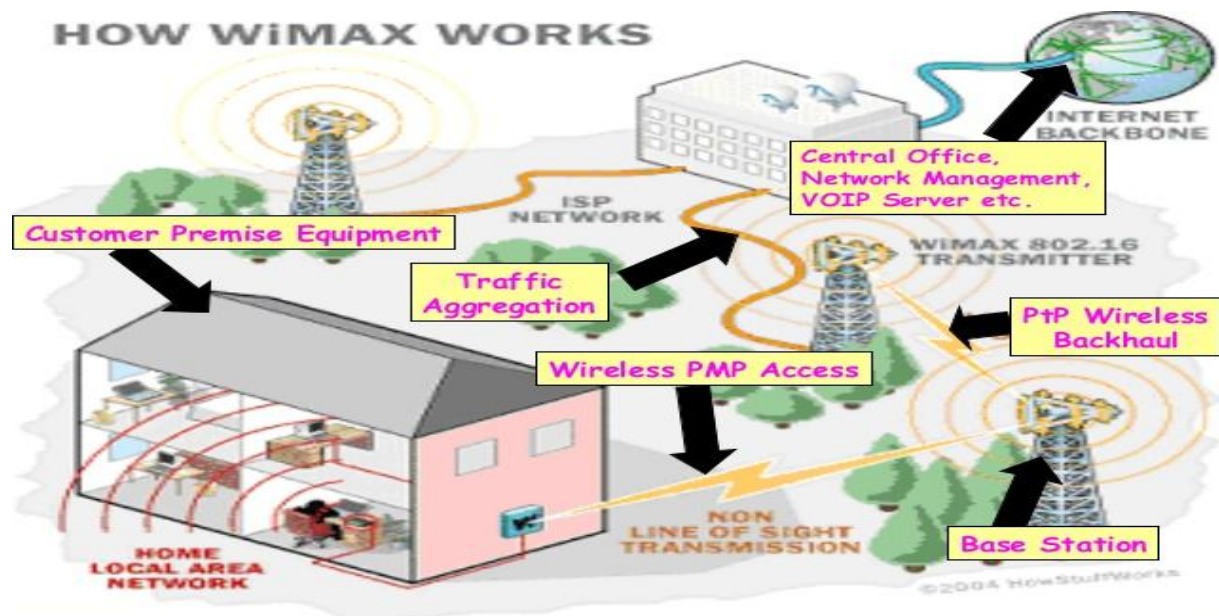 HOW WiMAX WORKS
INTERNET
BACKBONE
Central Office,
Network Management,
VOIP Server etc.
ISP
NETWORK
Customer Premise Equipment
WiMAX 802.16
TRANSMITTER
Traffic
Aggregation
PtP Wireless
Backhaul
Wireless PMP Access
NON
LINE OF SIGHT
TRANSMISSION
Base Station
HOME
LOCAL AREA
NETWORK
©2004 HowStuffWorks